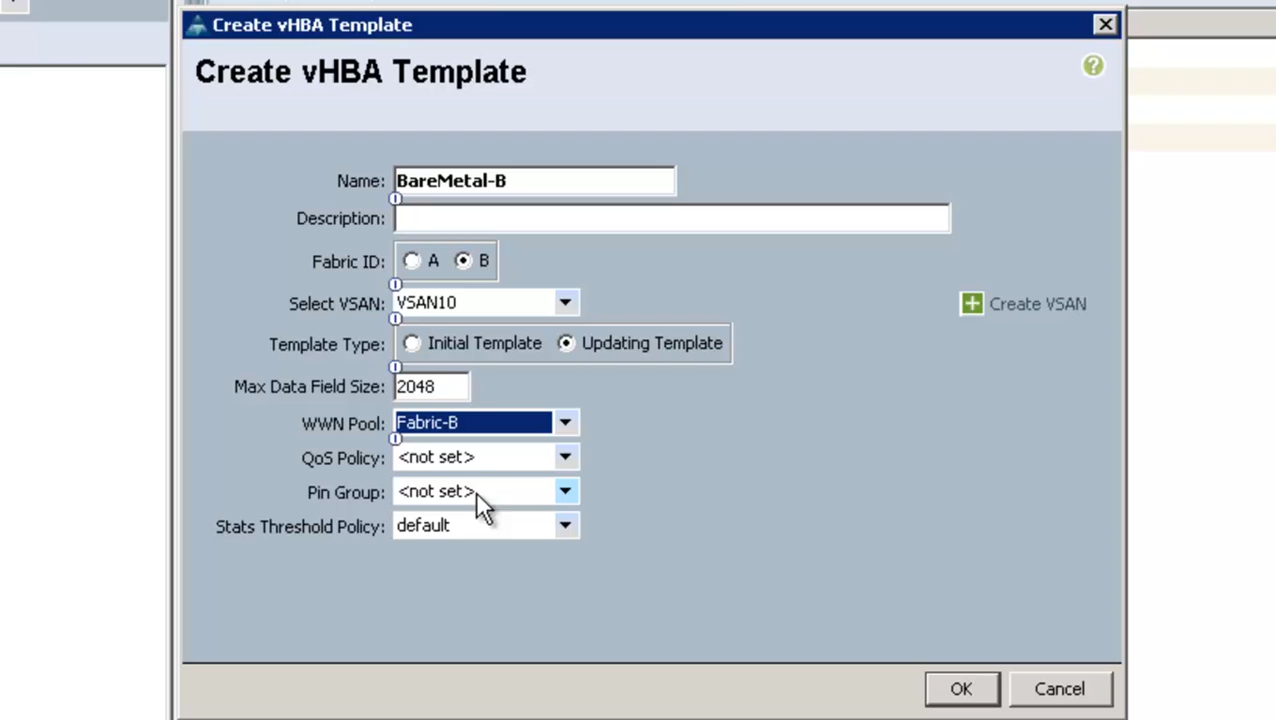 Create vHBA Template
Create vHBA Template
Name: BareMetal-B
Description:
Fabric ID: A B
Select VSAN: VSAN10 Create VSAN
Template Type: Initial Template Updating Template
Max Data Field Size: 2048
WWN Pool: Fabric-B
QoS Policy: <not set>
Pin Group: <not set>
Stats Threshold Policy: default
OK Cancel